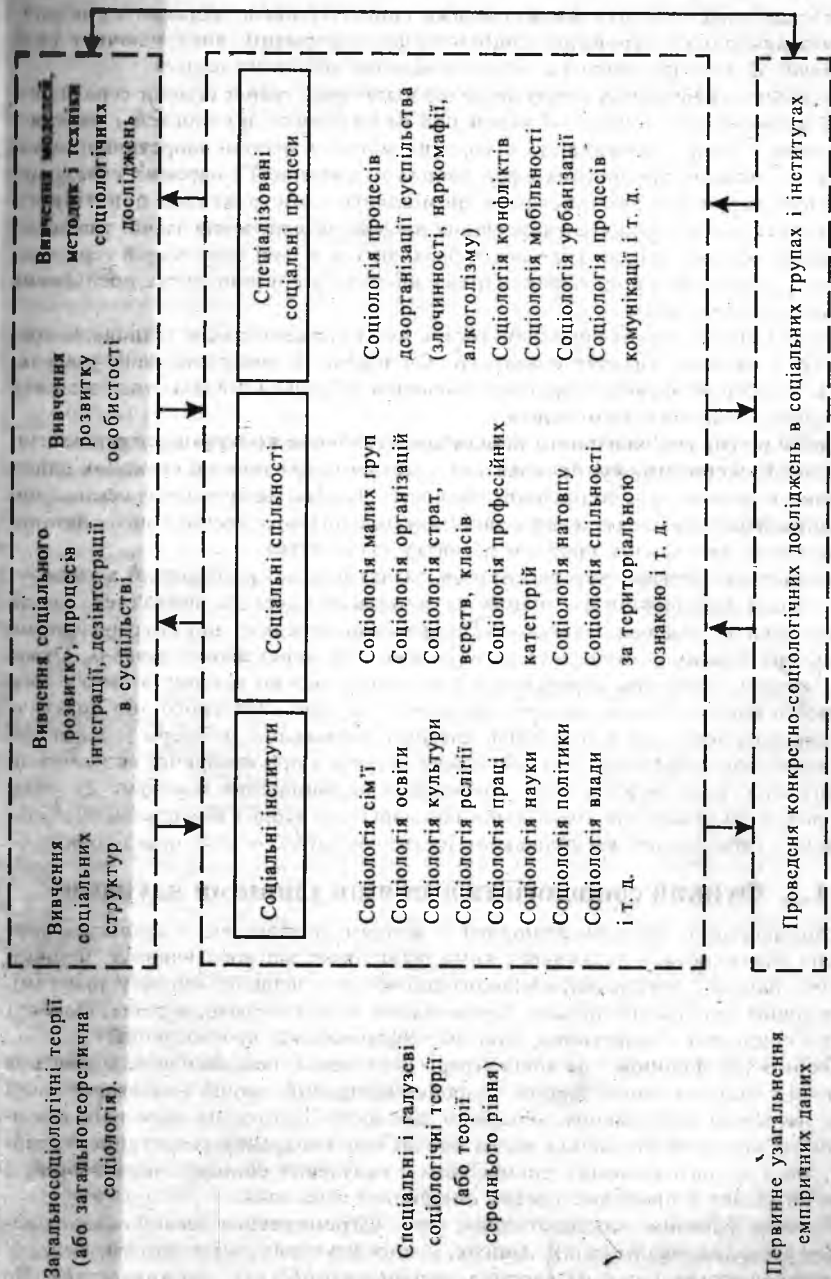 Загальносоціологічні теорії
(або загальнотеоретична
соціологія)
Вивчення
соціальних
структур
Вивчення соціального
розвитку, процесів
інтеграції дезінтеграції
в суспільстві
Вивчення
розвитку
особистості
Вивчення моделей,
методик і техніки
соціологічних
досліджень
Спеціальні галузеві
соціологічні теорії
(або теорії
середнього рівня)
Соціальні інститути
Соціологія сім'ї
Соціологія освіти
Соціологія культури
Соціологія релігії
Соціологія праці
Соціологія науки
Соціологія політики
Соціологія влади
і т. д.
Соціальні спільності
Соціологія малих груп
Соціологія організацій
Соціологія страт,
верств, класів
Соціологія професійних
категорій
Соціологія натовпу
Соціологія спільності
за територіальною
ознакою і т. д.
Спеціалізовані
соціальні процеси
Соціологія процесів
дезорганізації суспільства
(злочинності, наркомафії,
алкоголізму)
Соціологія конфліктів
Соціологія мобільності
Соціологія урбанізації
Соціологія процесів
комунікації і т. д.
Первинне узагальнення
емпіричних даних
Проведеня конкретно-соціологічних досліджень в соціальних групах і інститутах